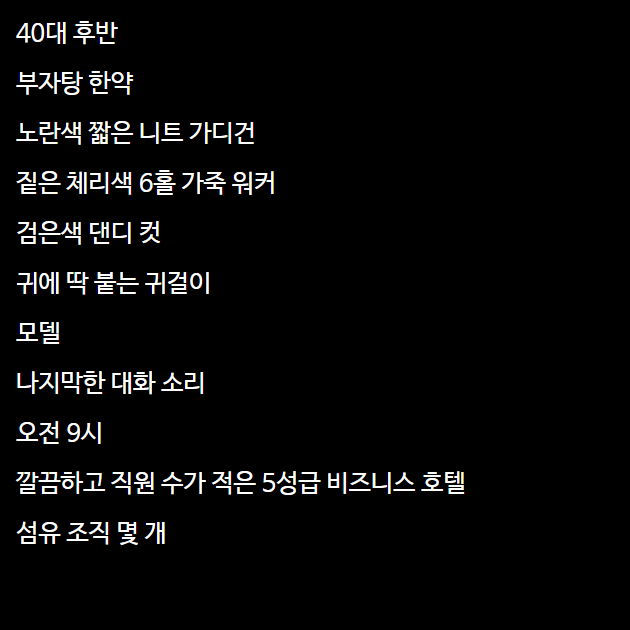 40대 후반
부자탕 한약
노란색 짧은 니트 가디건
짙은 체리색 6홀 가죽 워커
검은색 댄디 컷
귀에 딱 붙는 귀걸이
모델
나지막한 대화 소리
오전 9시
깔끔하고 직원 수가 적은 5성급 비즈니스 호텔
섬유 조직 몇 개